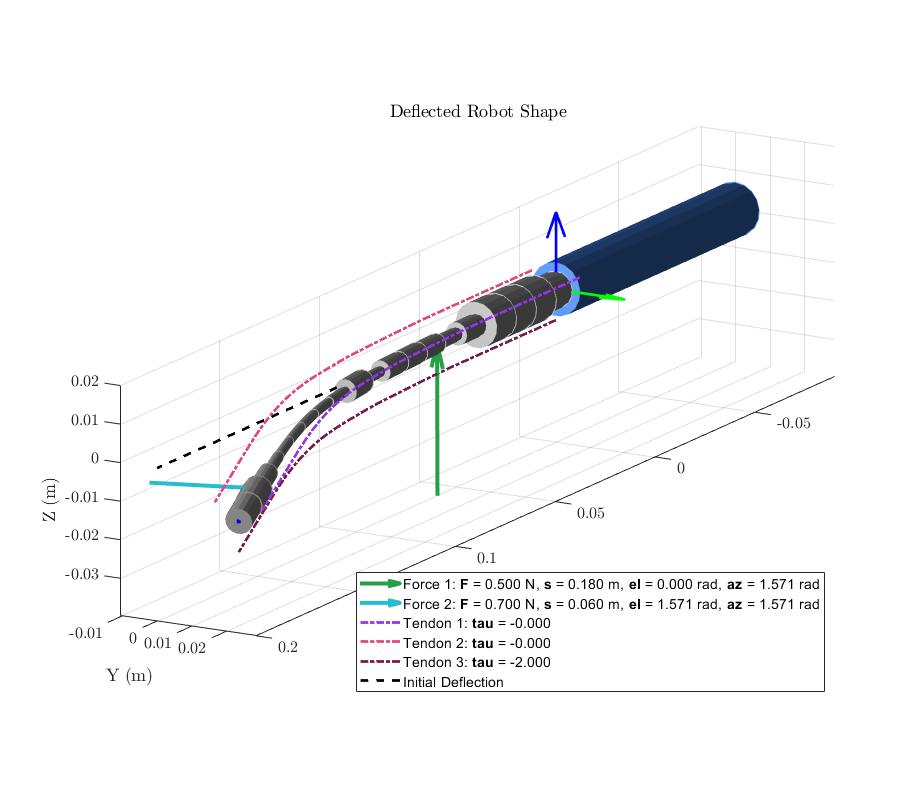 Deflected Robot Shape
0.02
0.01
0
-0.01
-0.02
-0.03
Z (m)
-0.01
0
0.01
0.02
Y (m)
-0.05
0
0.05
0.1
0.2
Force 1: F = 0.500 N, s = 0.180 m, el = 0.000 rad, az = 1.571 rad
Force 2: F = 0.700 N, s = 0.060 m, el = 1.571 rad, az = 1.571 rad
Tendon 1: tau = -0.000
Tendon 2: tau = -0.000
Tendon 3: tau = -2.000
Initial Deflection